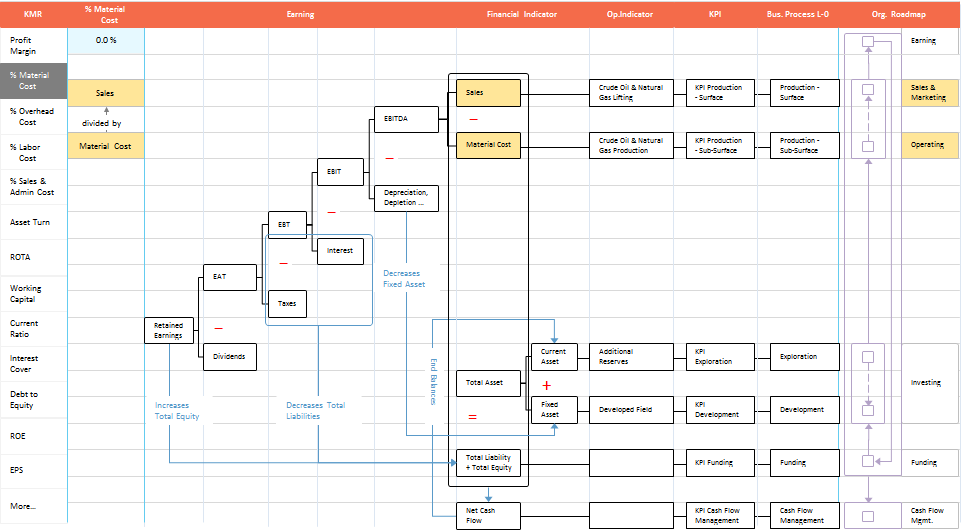 KMR
% Material
Cost
Earning
Financial Indicator
Op.Indicator
KPI
Bus. Process L-0
Org. Roadmap
Profit
Margin
% Material
Cost
% Overhead
Cost
% Labor
Cost
% Sales &
Admin Cost
Asset Turn
ROTA
Working
Capital
Current
Ratio
Interest
Cover
Debt to
Equity
ROE
EPS
More...
0.0 %
Sales
divided by
Material Cost
Retained
Earnings
EAT
−
Dividends
EBT
−
Taxes
EBIT
−
Interest
EBITDA
−
Depreciation,
Depletion ...
Decreases
Fixed Asset
Increases
Total Equity
Decreases Total
Liabilities
End Balances
Sales
−
Material Cost
Total Asset
=
Total Liability
+ Total Equity
Net Cash
Flow
Current
Asset
+
Fixed
Asset
Crude Oil & Natural
Gas Lifting
KPI Production
- Surface
Production -
Surface
Crude Oil & Natural
Gas Production
KPI Production
- Sub-Surface
Production -
Sub-Surface
Additional
Reserves
KPI
Exploration
Exploration
Developed Field
KPI
Development
Development
KPI Funding
Funding
KPI Cash Flow
Management
Cash Flow
Management
Earning
Sales &
Marketing
Operating
Investing
Funding
Cash Flow
Mgmt.